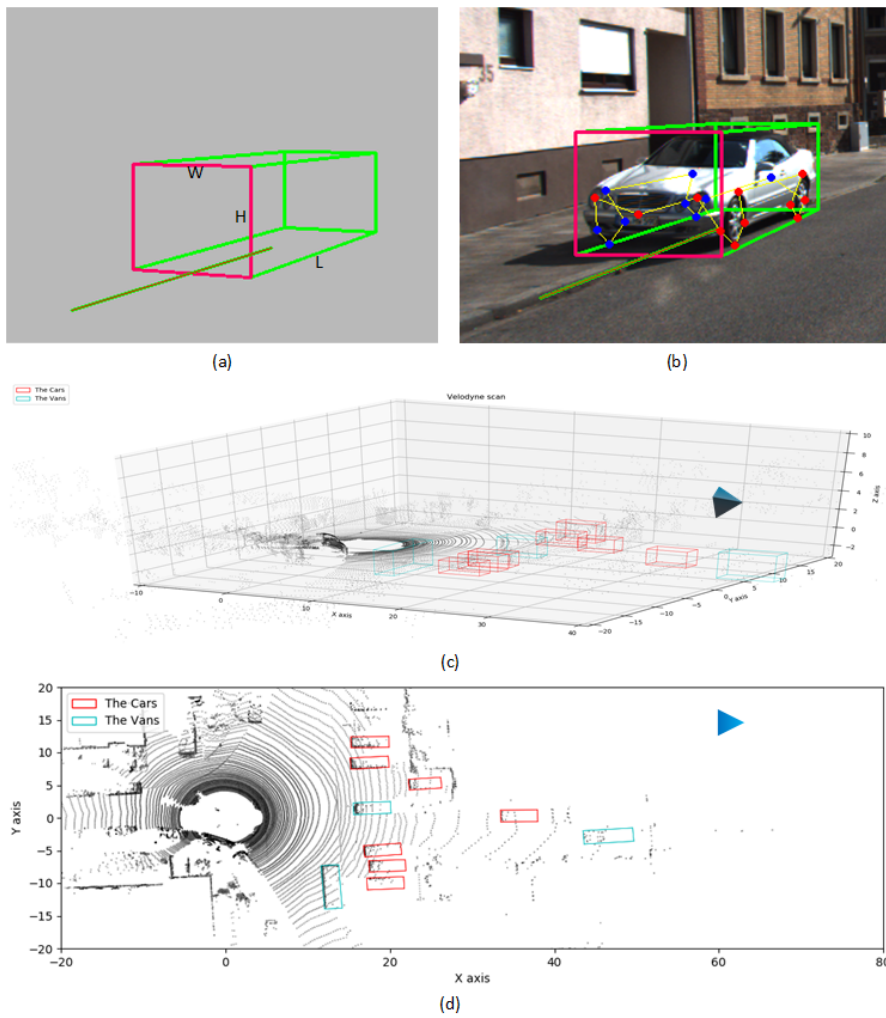 W
H
L
35
(a)
(b)
Velodyne scan
The Cars
The Vans
10
8
6
4
2
0
−2
Z axis
−10
0
10
20
30
40
X axis
−20
−15
−10
−5
0
5
10
15
20
Y axis
(c)
The Cars
The Vans
20
15
10
5
0
−5
−10
−15
−20
Y axis
−20
0
20
40
60
80
X axis
(d)